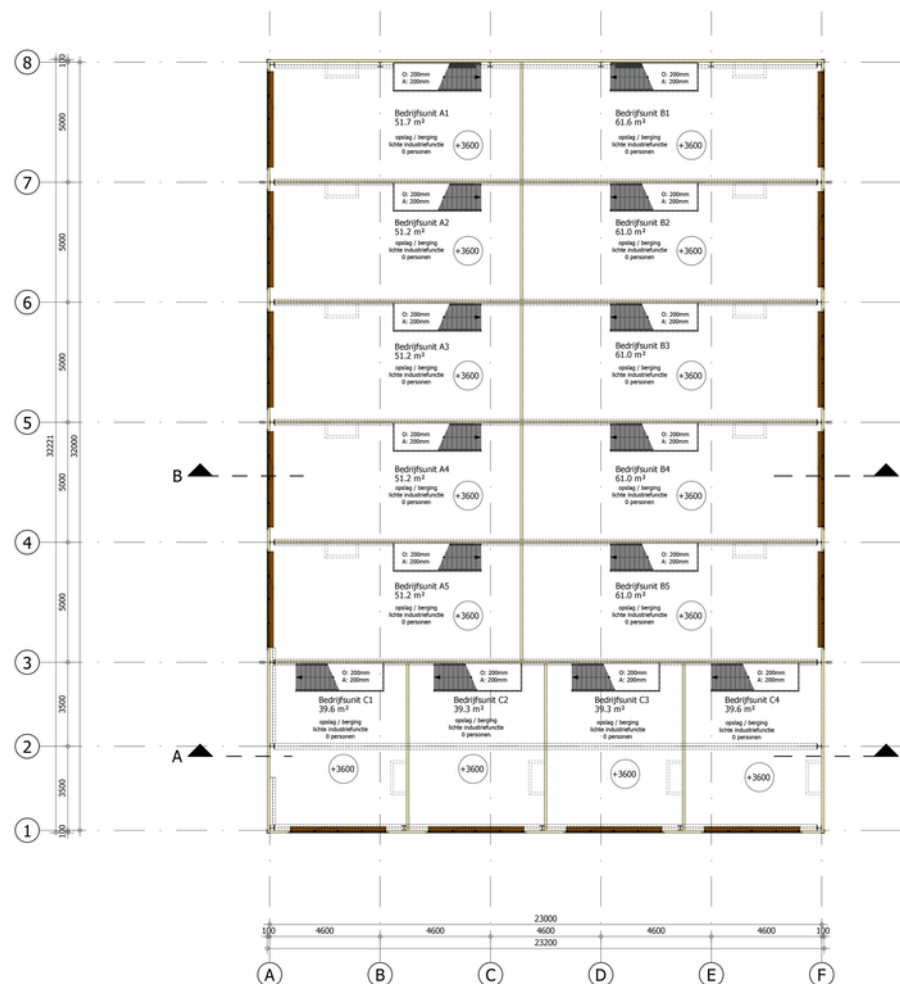 8
100
O: 200mm
A: 200mm
O: 200mm
A: 200mm
5000
Bedrijfsunit A1
51.7 m²
opslag / berging
lichte industriefunctie
0 personen
+3600
Bedrijfsunit B1
61.6 m²
opslag / berging
lichte industriefunctie
0 personen
+3600
7
O: 200mm
A: 200mm
O: 200mm
A: 200mm
5000
Bedrijfsunit A2
51.2 m²
opslag / berging
lichte industriefunctie
0 personen
+3600
Bedrijfsunit B2
61.0 m²
opslag / berging
lichte industriefunctie
0 personen
+3600
6
O: 200mm
A: 200mm
O: 200mm
A: 200mm
5000
Bedrijfsunit A3
51.2 m²
opslag / berging
lichte industriefunctie
0 personen
+3600
Bedrijfsunit B3
61.0 m²
opslag / berging
lichte industriefunctie
0 personen
+3600
5
32221
32000
O: 200mm
A: 200mm
O: 200mm
A: 200mm
5000
B
Bedrijfsunit A4
51.2 m²
opslag / berging
lichte industriefunctie
0 personen
+3600
Bedrijfsunit B4
61.0 m²
opslag / berging
lichte industriefunctie
0 personen
+3600
4
O: 200mm
A: 200mm
O: 200mm
A: 200mm
5000
Bedrijfsunit A5
51.2 m²
opslag / berging
lichte industriefunctie
0 personen
+3600
Bedrijfsunit B5
61.0 m²
opslag / berging
lichte industriefunctie
0 personen
+3600
3
O: 200mm
A: 200mm
O: 200mm
A: 200mm
O: 200mm
A: 200mm
O: 200mm
A: 200mm
3500
Bedrijfsunit C1
39.6 m²
opslag / berging
lichte industriefunctie
0 personen
Bedrijfsunit C2
39.3 m²
opslag / berging
lichte industriefunctie
0 personen
Bedrijfsunit C3
39.3 m²
opslag / berging
lichte industriefunctie
0 personen
Bedrijfsunit C4
39.6 m²
opslag / berging
lichte industriefunctie
0 personen
2
A
3500
+3600
+3600
+3600
+3600
1
100
23000
100 4600 4600 4600 4600 4600 100
23200
A B C D E F